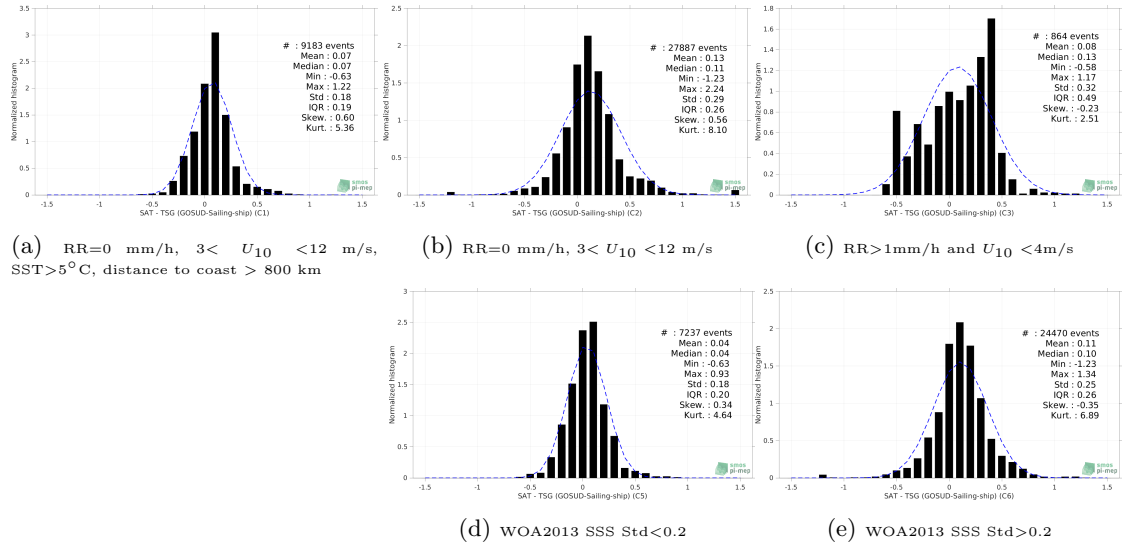 3.5
3
2.5
2
1.5
1
0.5
0
-1.5 -1 -0.5 0 0.5 1 1.5
Normalized histogram
SAT - TSG (GOSUD-Sailing-ship) (C1)
# : 9183 events
Mean : 0.07
Median : 0.07
Min : -0.63
Max : 1.22
Std : 0.18
IQR : 0.19
Skew. : 0.60
Kurt. : 5.36
smos
pi-mep
(a) RR=0 mm/h, 3< U10 <12 m/s,
SST>5°C, distance to coast > 800 km
2.5
2
1.5
1
0.5
0
-1.5 -1 -0.5 0 0.5 1 1.5
Normalized histogram
SAT - TSG (GOSUD-Sailing-ship) (C2)
# : 27887 events
Mean : 0.13
Median : 0.11
Min : -1.23
Max : 2.24
Std : 0.29
IQR : 0.26
Skew. : 0.56
Kurt. : 8.10
smos
pi-mep
(b) RR=0 mm/h, 3< U10 <12 m/s
1.8
1.6
1.4
1.2
1
0.8
0.6
0.4
0.2
0
-1.5 -1 -0.5 0 0.5 1 1.5
Normalized histogram
SAT - TSG (GOSUD-Sailing-ship) (C3)
# : 864 events
Mean : 0.08
Median : 0.13
Min : -0.58
Max : 1.17
Std : 0.32
IQR : 0.49
Skew. : -0.23
Kurt. : 2.51
smos
pi-mep
(c) RR>1mm/h and U10 <4m/s
3
2.5
2
1.5
1
0.5
0
-1.5 -1 -0.5 0 0.5 1 1.5
Normalized histogram
SAT - TSG (GOSUD-Sailing-ship) (C5)
# : 7237 events
Mean : 0.04
Median : 0.04
Min : -0.63
Max : 0.93
Std : 0.18
IQR : 0.20
Skew. : 0.34
Kurt. : 4.64
smos
pi-mep
(d) WOA2013 SSS Std<0.2
2.5
2
1.5
1
0.5
0
-1.5 -1 -0.5 0 0.5 1 1.5
Normalized histogram
SAT - TSG (GOSUD-Sailing-ship) (C6)
# : 24470 events
Mean : 0.11
Median : 0.10
Min : -1.23
Max : 1.34
Std : 0.25
IQR : 0.26
Skew. : -0.35
Kurt. : 6.89
smos
pi-mep
(e) WOA2013 SSS Std>0.2